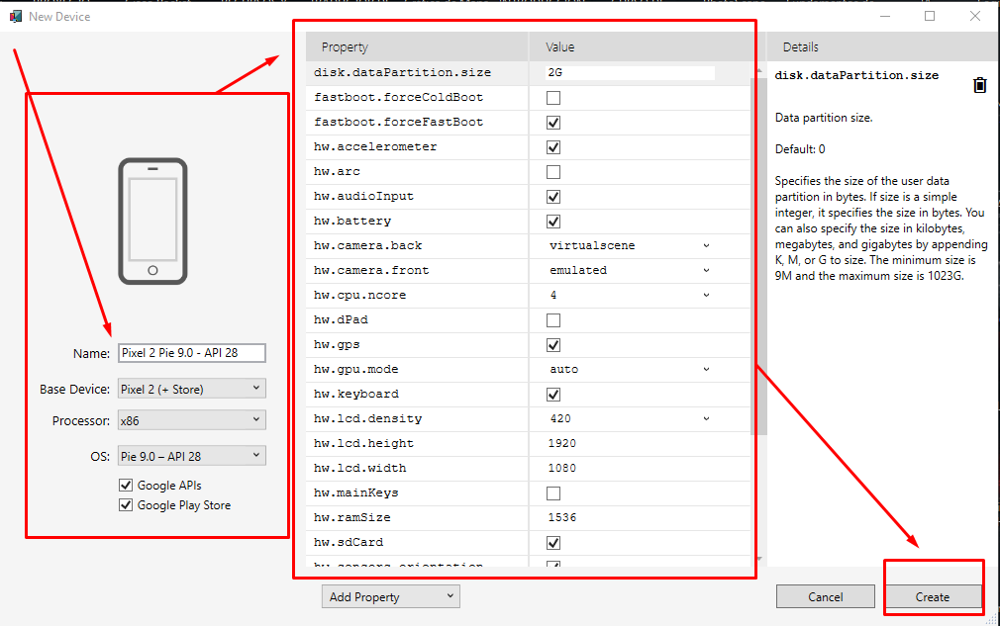 New Device
Name: Pixel 2 Pie 9.0 - API 28
Base Device: Pixel 2 (+ Store)
Processor: x86
OS: Pie 9.0 – API 28
Google APIs
Google Play Store
Property Value
disk.dataPartition.size 2G
fastboot.forceColdBoot
fastboot.forceFastBoot
hw.accelerometer
hw.arc
hw.audioInput
hw.battery
hw.camera.back virtualscene
hw.camera.front emulated
hw.cpu.ncore 4
hw.dPad
hw.gps
hw.gpu.mode auto
hw.keyboard
hw.lcd.density 420
hw.lcd.height 1920
hw.lcd.width 1080
hw.mainKeys
hw.ramSize 1536
hw.sdCard
hw.sensors.orientation
Add Property
Details
disk.dataPartition.size
Data partition size.
Default: 0
Specifies the size of the user data
partition in bytes. If size is a simple
integer, it specifies the size in bytes. You
can also specify the size in kilobytes,
megabytes, and gigabytes by appending
K, M, or G to size. The minimum size is
9M and the maximum size is 1023G.
Cancel
Create